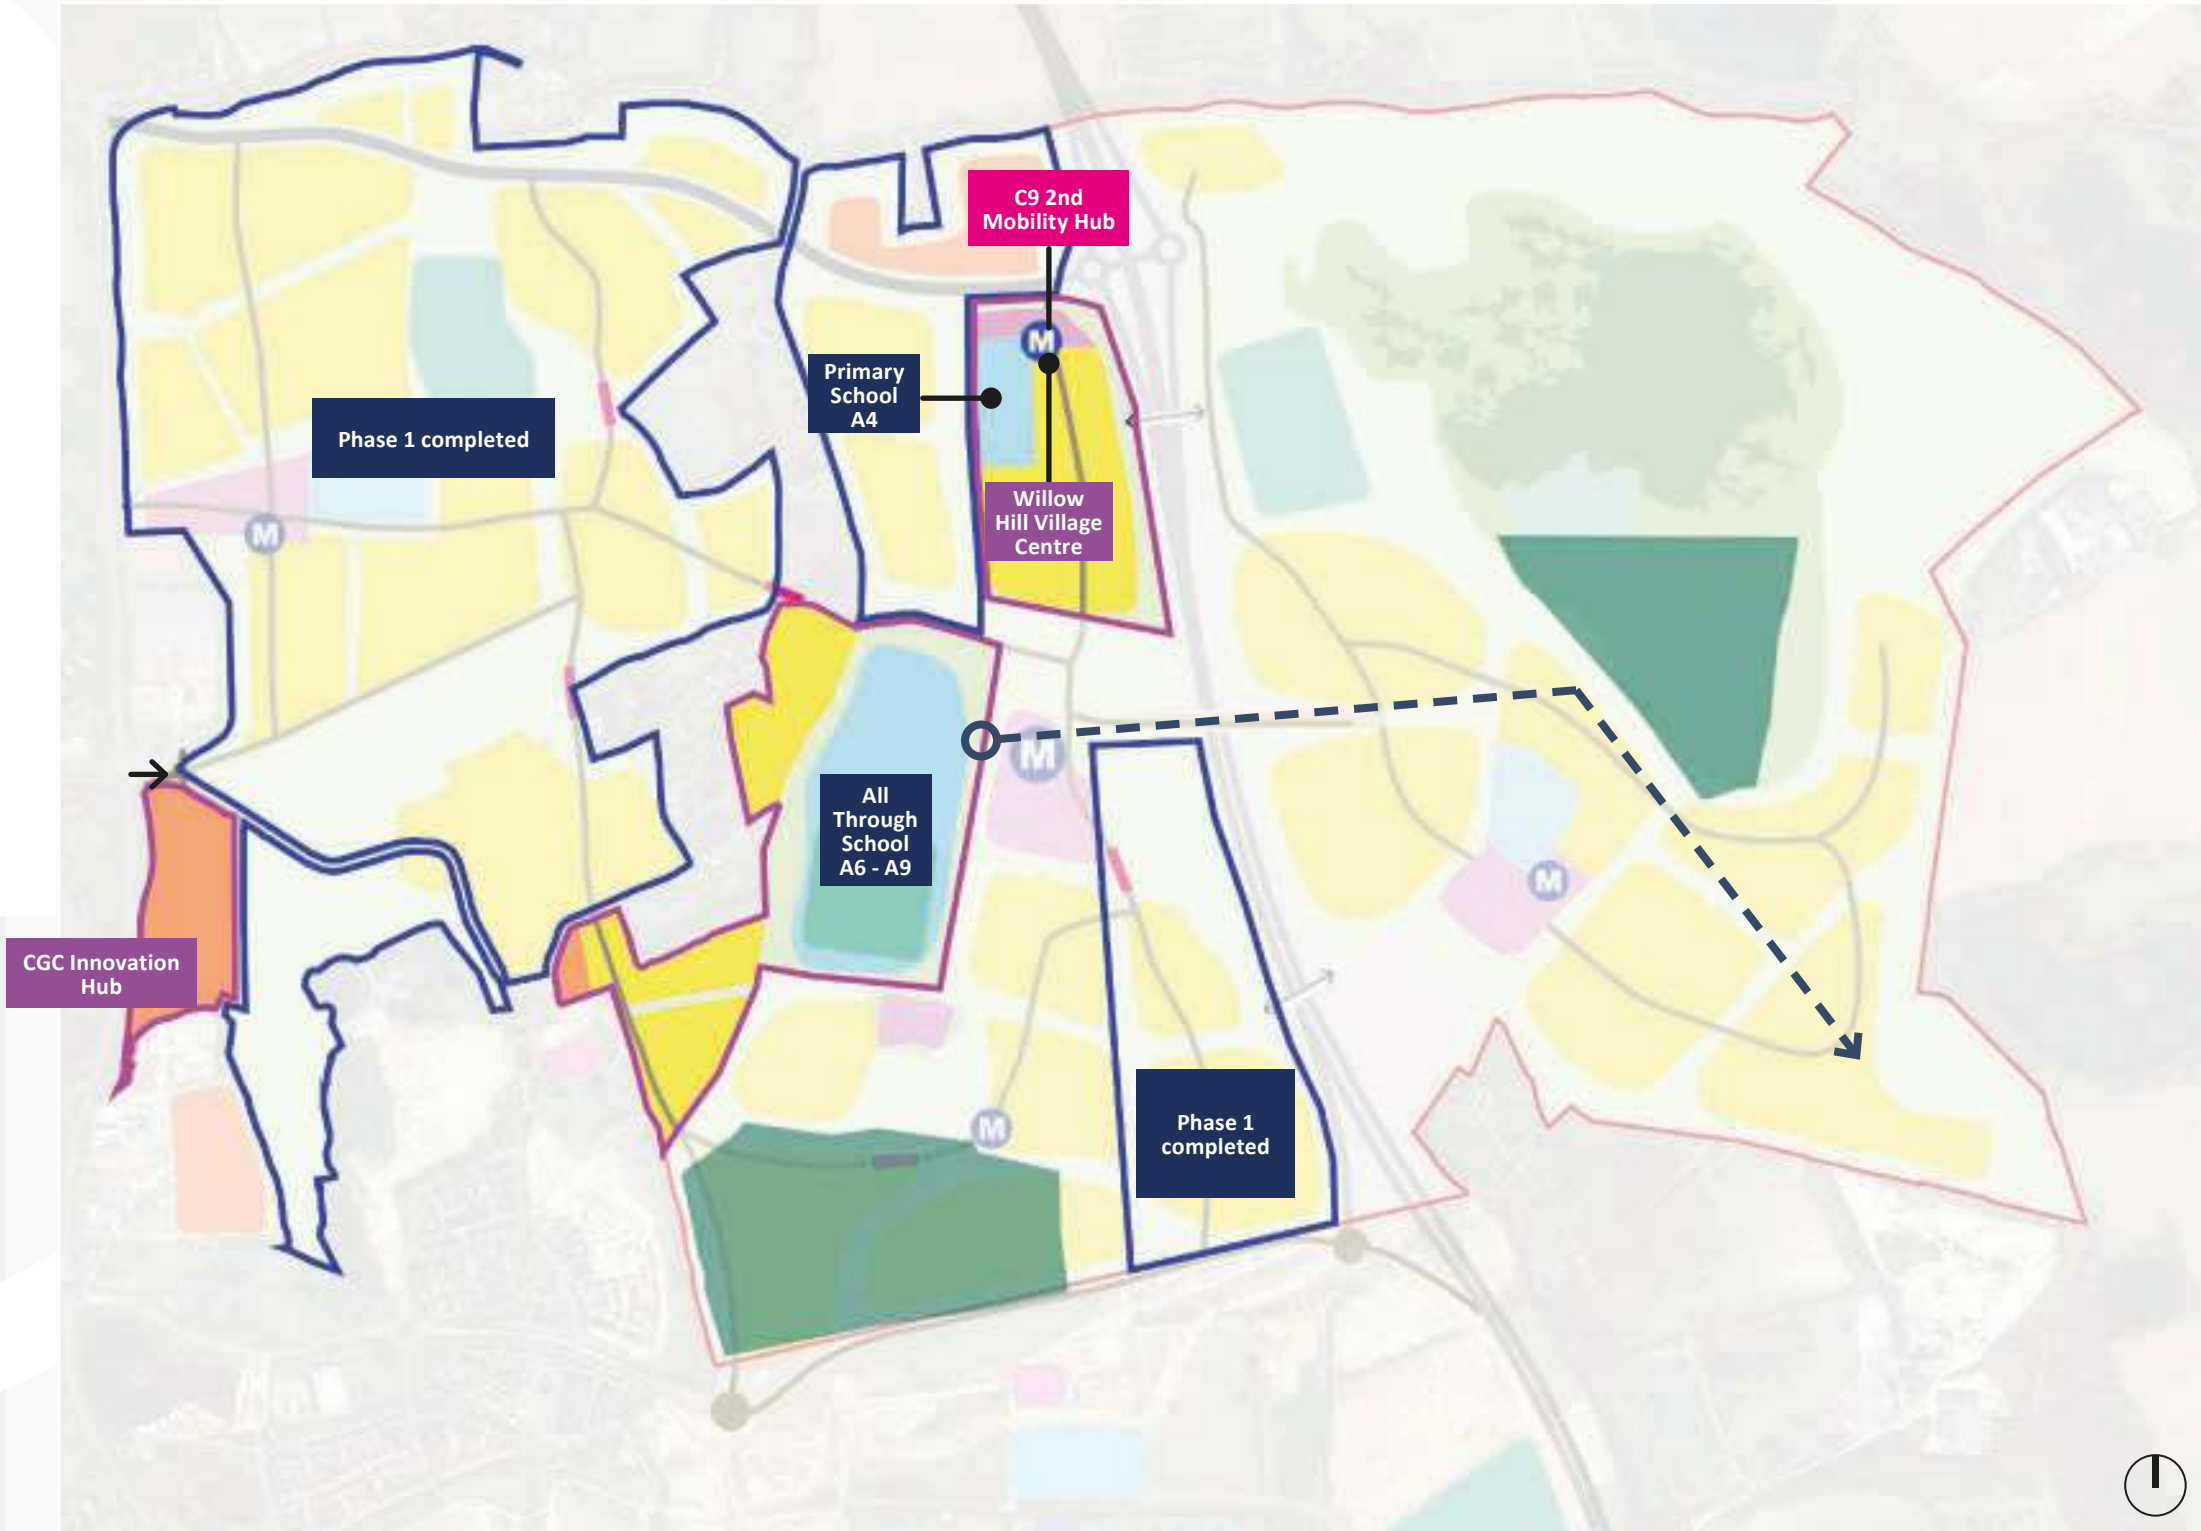 C9 2nd
Mobility Hub
M
Primary
School
A4
Phase 1 completed
Willow
Hill Village
Centre
M
M
All
Through
School
A6 - A9
M
CGC Innovation
Hub
Phase 1
completed
M